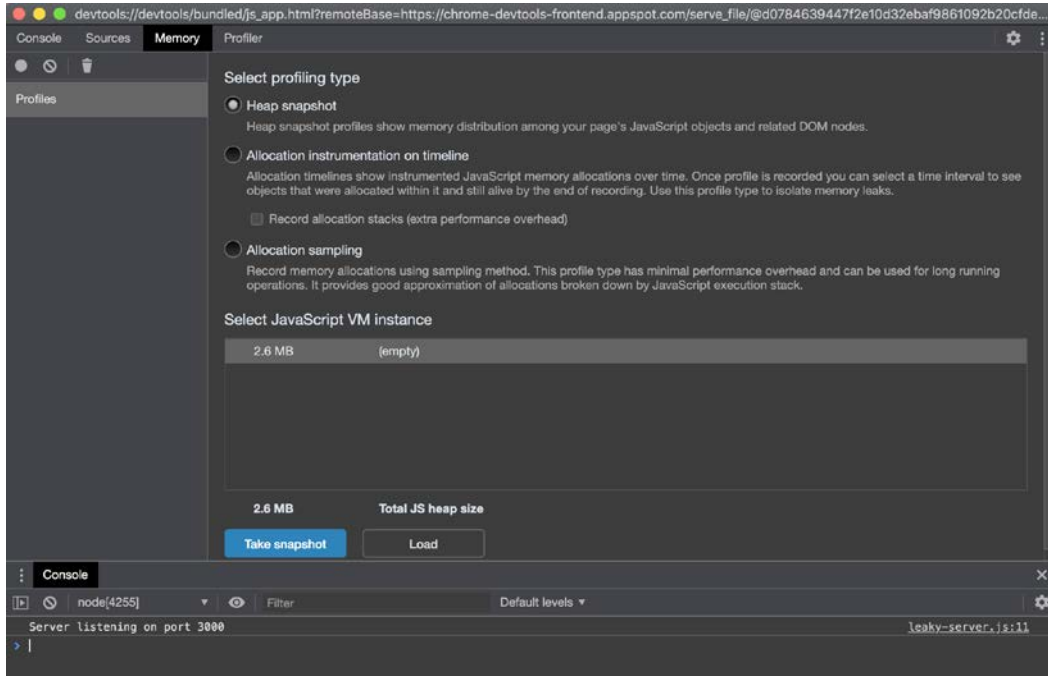 devtools://devtools/bundled/js_app.html?remoteBase=https://chrome-devtools-frontend.appspot.com/serve_file/@d0784639447f2e10d32ebaf9861092b20cfde...
Console Sources Memory Profiler
Profiles
Select profiling type
Heap snapshot
Heap snapshot profiles show memory distribution among your page's JavaScript objects and related DOM nodes.
Allocation instrumentation on timeline
Allocation timelines show instrumented JavaScript memory allocations over time. Once profile is recorded you can select a time interval to see
objects that were allocated within it and still alive by the end of recording. Use this profile type to isolate memory leaks.
Record allocation stacks (extra performance overhead)
Allocation sampling
Record memory allocations using sampling method. This profile type has minimal performance overhead and can be used for long running
operations. It provides good approximation of allocations broken down by JavaScript execution stack.
Select JavaScript VM instance
2.6 MB (empty)
2.6 MB Total JS heap size
Take snapshot Load
Console
node[4255] Filter Default levels
Server listening on port 3000 leaky-server.js:11